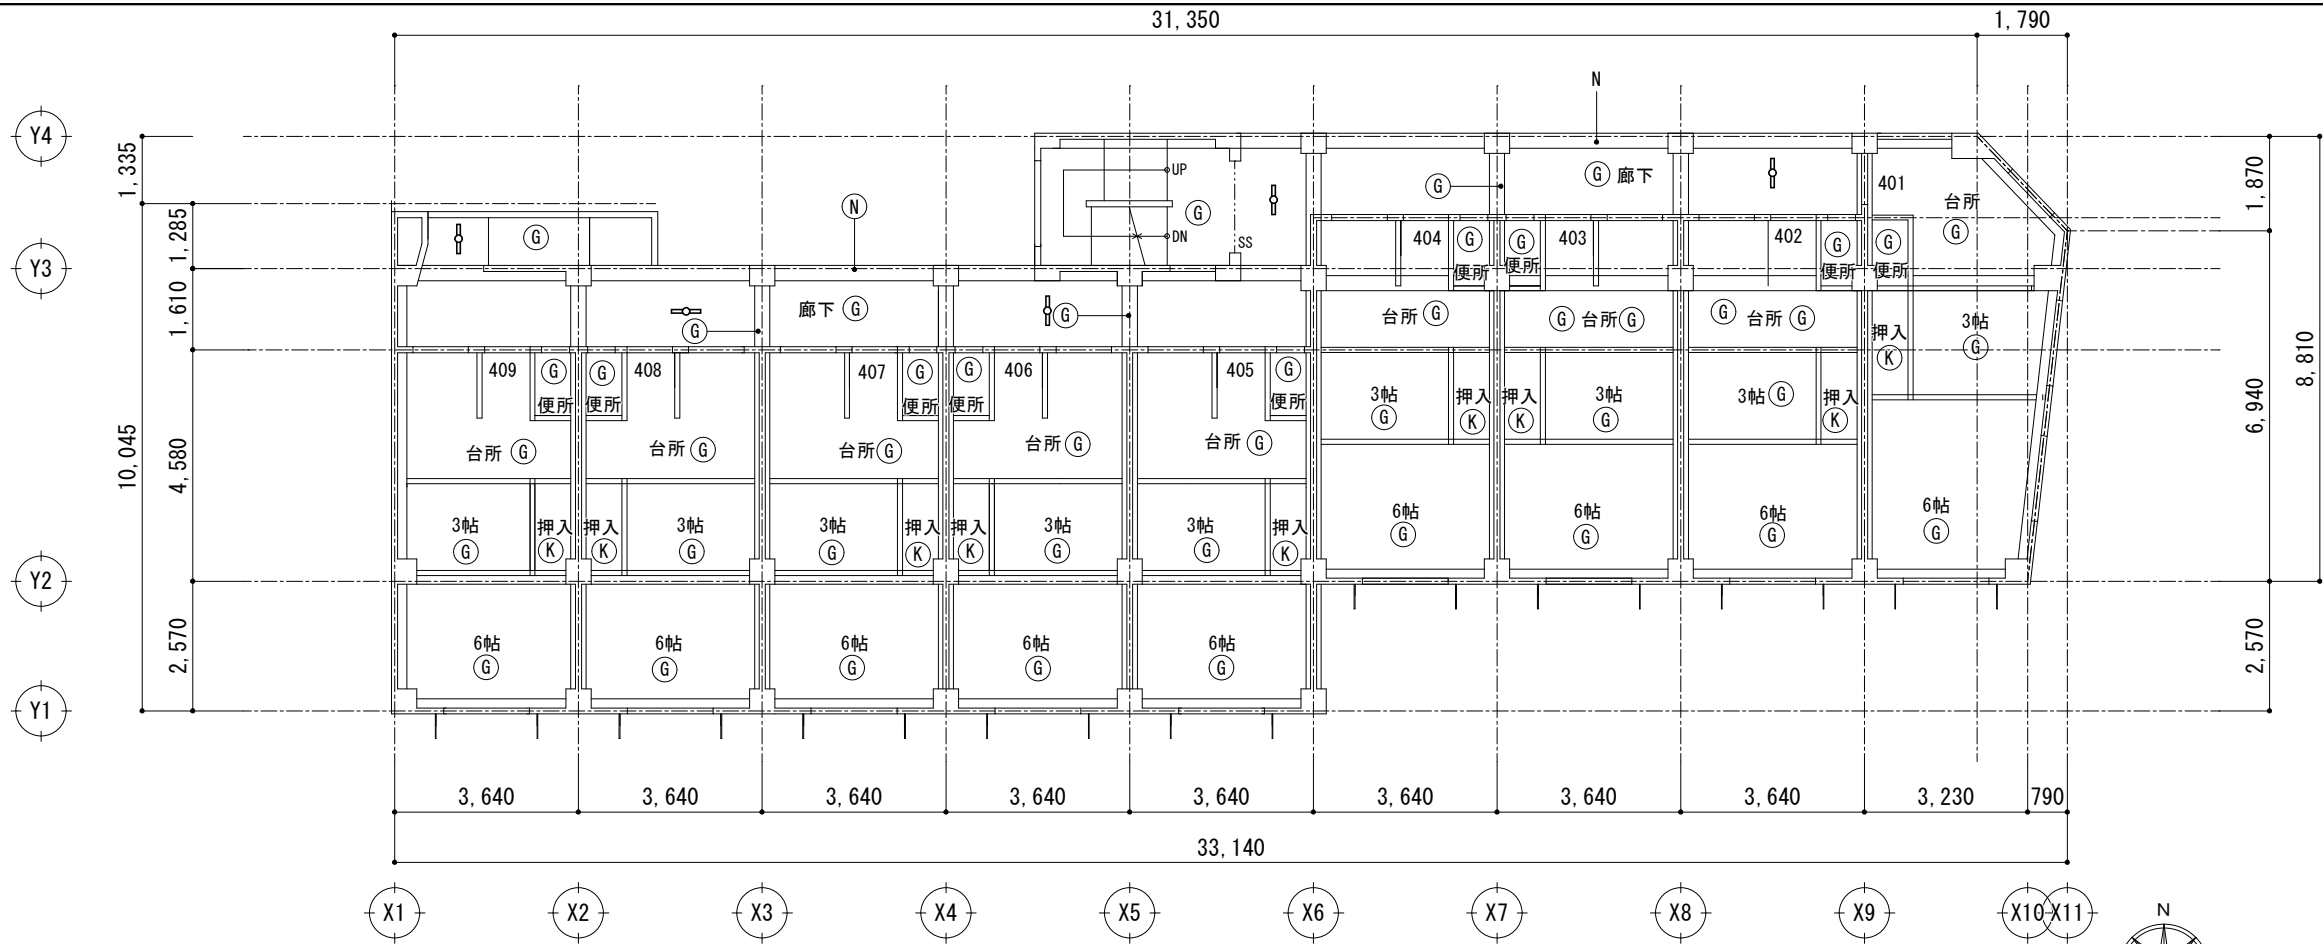 31,350
1,790
N
Y4
1,335
UP
G
G 廊下
401
台所
G
1,870
N
1,285
G
G
DN
SS
404
G
便所
G
便所
403
402
G
便所
G
便所
Y3
1,610
廊下 G
G
G
台所 G
G 台所 G
G 台所 G
3帖
G
押入
K
8,810
409
G
便所
G
便所
408
407
G
便所
G
便所
406
405
G
便所
3帖
G
押入
K
押入
K
3帖
G
3帖 G
押入
K
6,940
10,045
4,580
台所 G
台所 G
台所 G
台所 G
台所 G
3帖
G
押入
K
押入
K
3帖
G
3帖
G
押入
K
押入
K
3帖
G
3帖
G
押入
K
6帖
G
6帖
G
6帖
G
6帖
G
Y2
2,570
6帖
G
6帖
G
6帖
G
6帖
G
6帖
G
2,570
Y1
3,640
3,640
3,640
3,640
3,640
3,640
3,640
3,640
3,230
790
33,140
X1
X2
X3
X4
X5
X6
X7
X8
X9
X10
X11
N